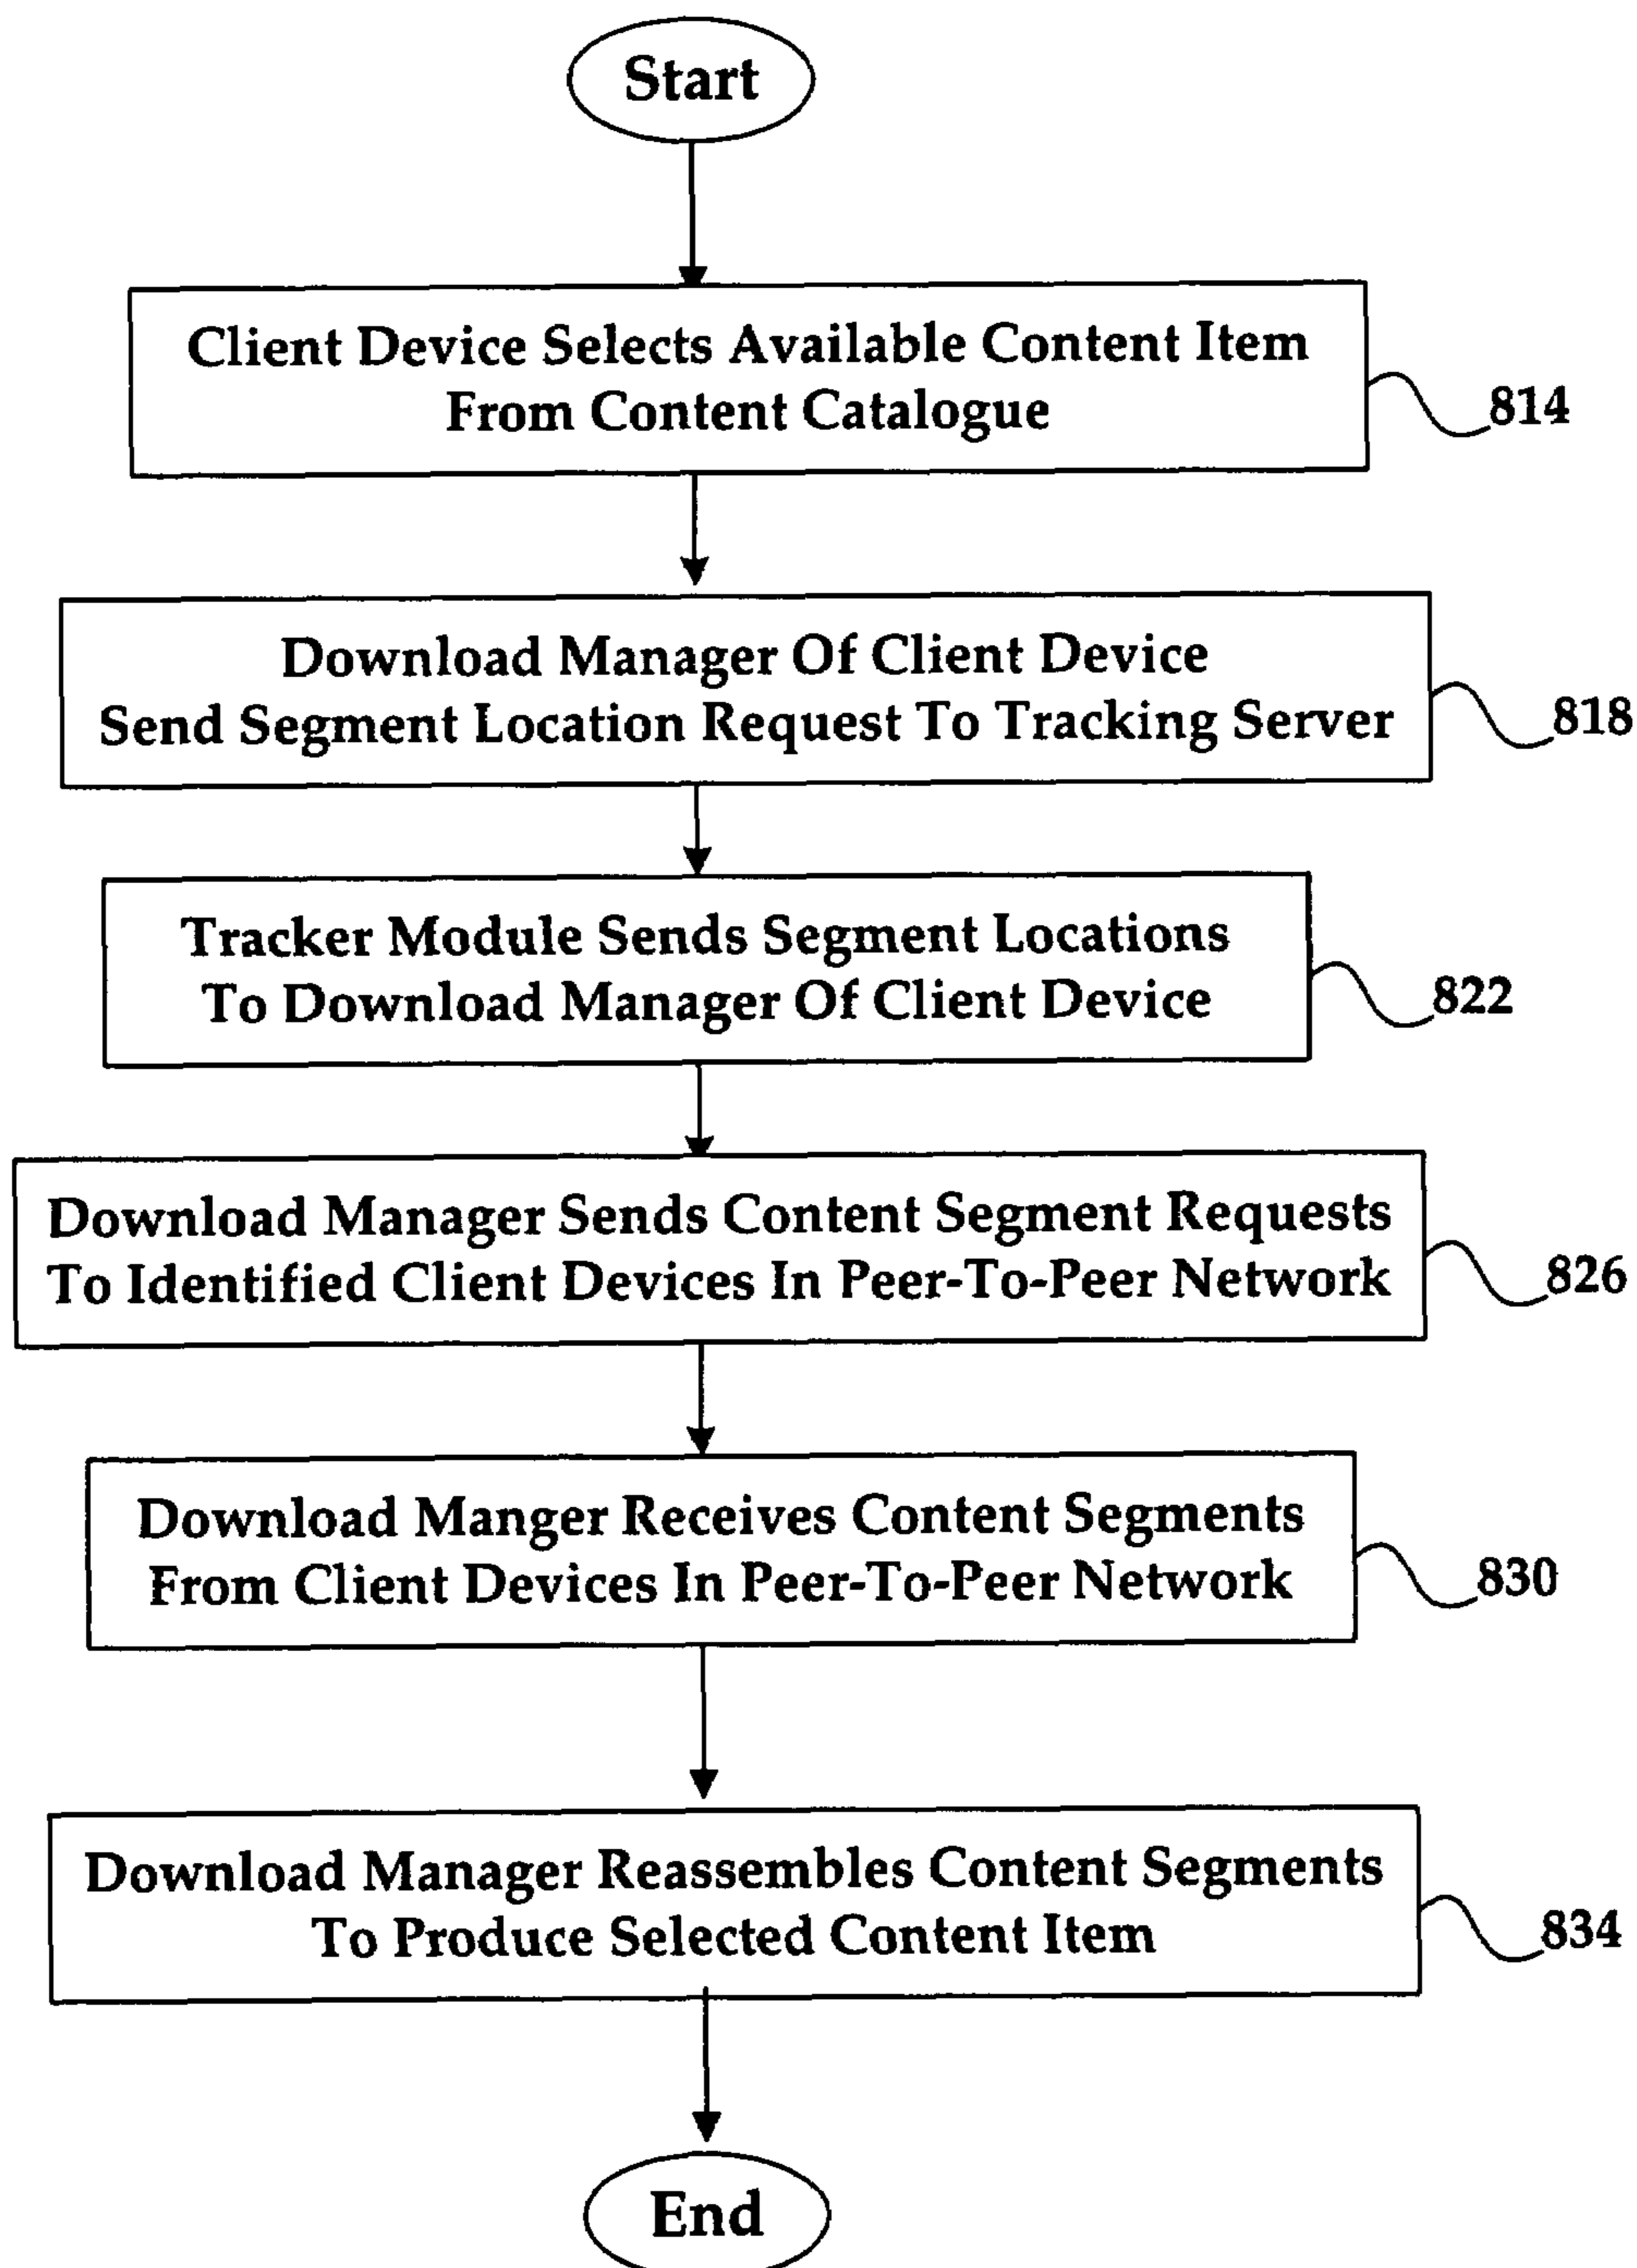 Start
Client Device Selects Available Content Item
From Content Catalogue
814
Download Manager Of Client Device
Send Segment Location Request To Tracking Server
818
Tracker Module Sends Segment Locations
To Download Manager Of Client Device
822
Download Manager Sends Content Segment Requests
To Identified Client Devices In Peer-To-Peer Network
826
Download Manger Receives Content Segments
From Client Devices In Peer-To-Peer Network
830
Download Manager Reassembles Content Segments
To Produce Selected Content Item
834
End